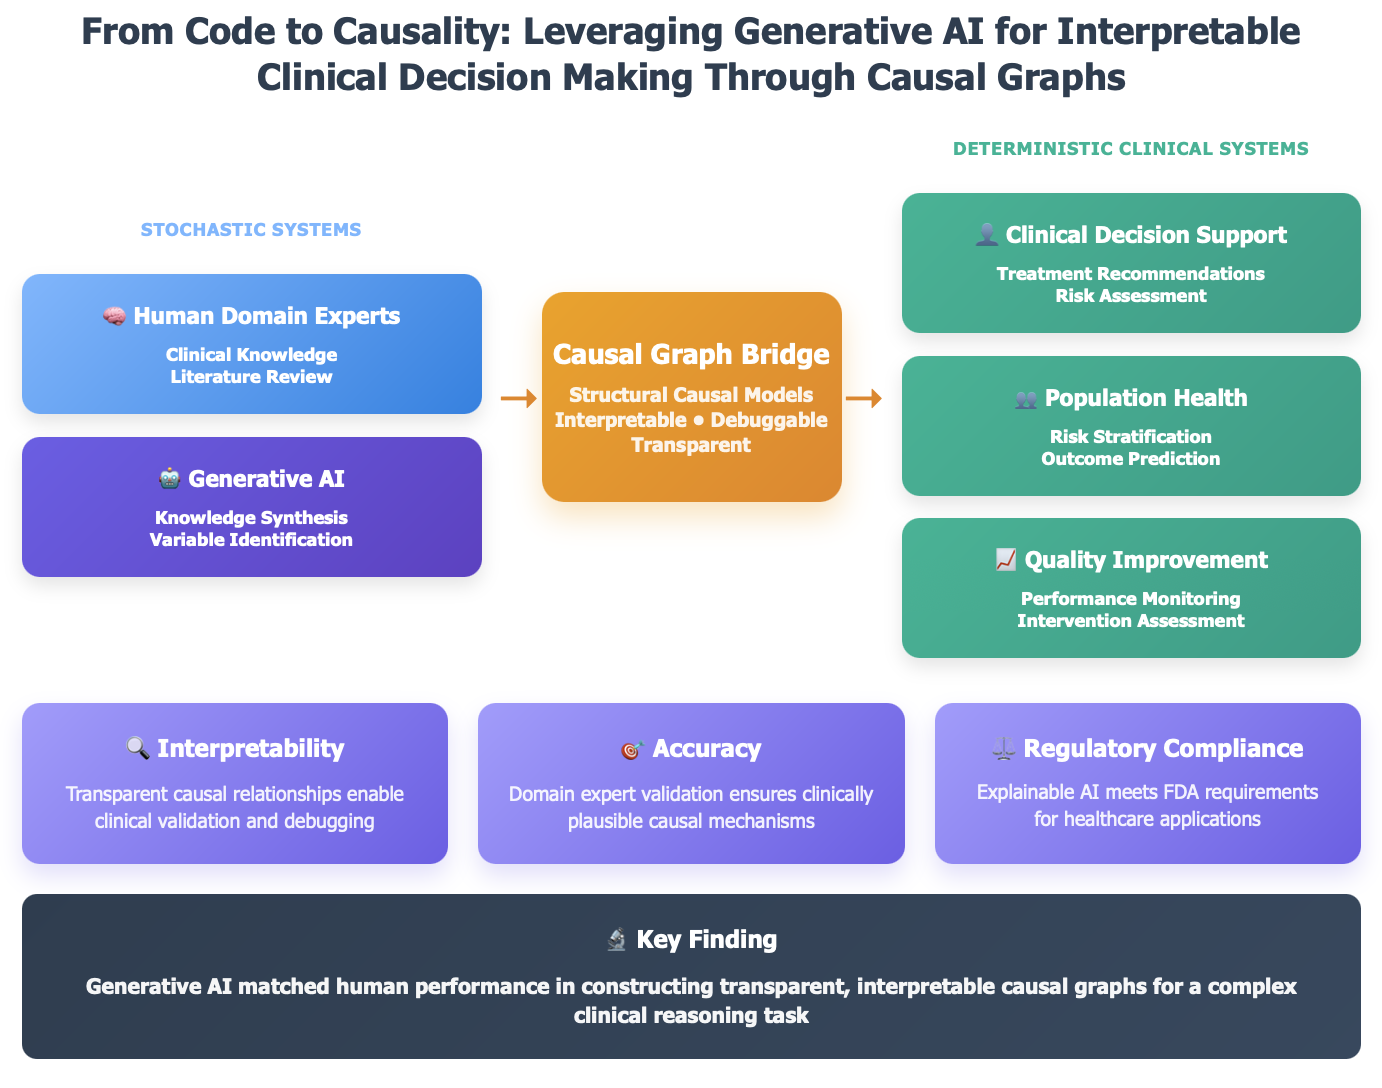 From Code to Causality: Leveraging Generative AI for Interpretable
Clinical Decision Making Through Causal Graphs
STOCHASTIC SYSTEMS
Human Domain Experts
Clinical Knowledge
Literature Review
Generative AI
Knowledge Synthesis
Variable Identification
Causal Graph Bridge
Structural Causal Models
Interpretable • Debuggable
Transparent
DETERMINISTIC CLINICAL SYSTEMS
Clinical Decision Support
Treatment Recommendations
Risk Assessment
Population Health
Risk Stratification
Outcome Prediction
Quality Improvement
Performance Monitoring
Intervention Assessment
Interpretability
Transparent causal relationships enable
clinical validation and debugging
Accuracy
Domain expert validation ensures clinically
plausible causal mechanisms
Regulatory Compliance
Explainable AI meets FDA requirements
for healthcare applications
Key Finding
Generative AI matched human performance in constructing transparent, interpretable causal graphs for a complex
clinical reasoning task